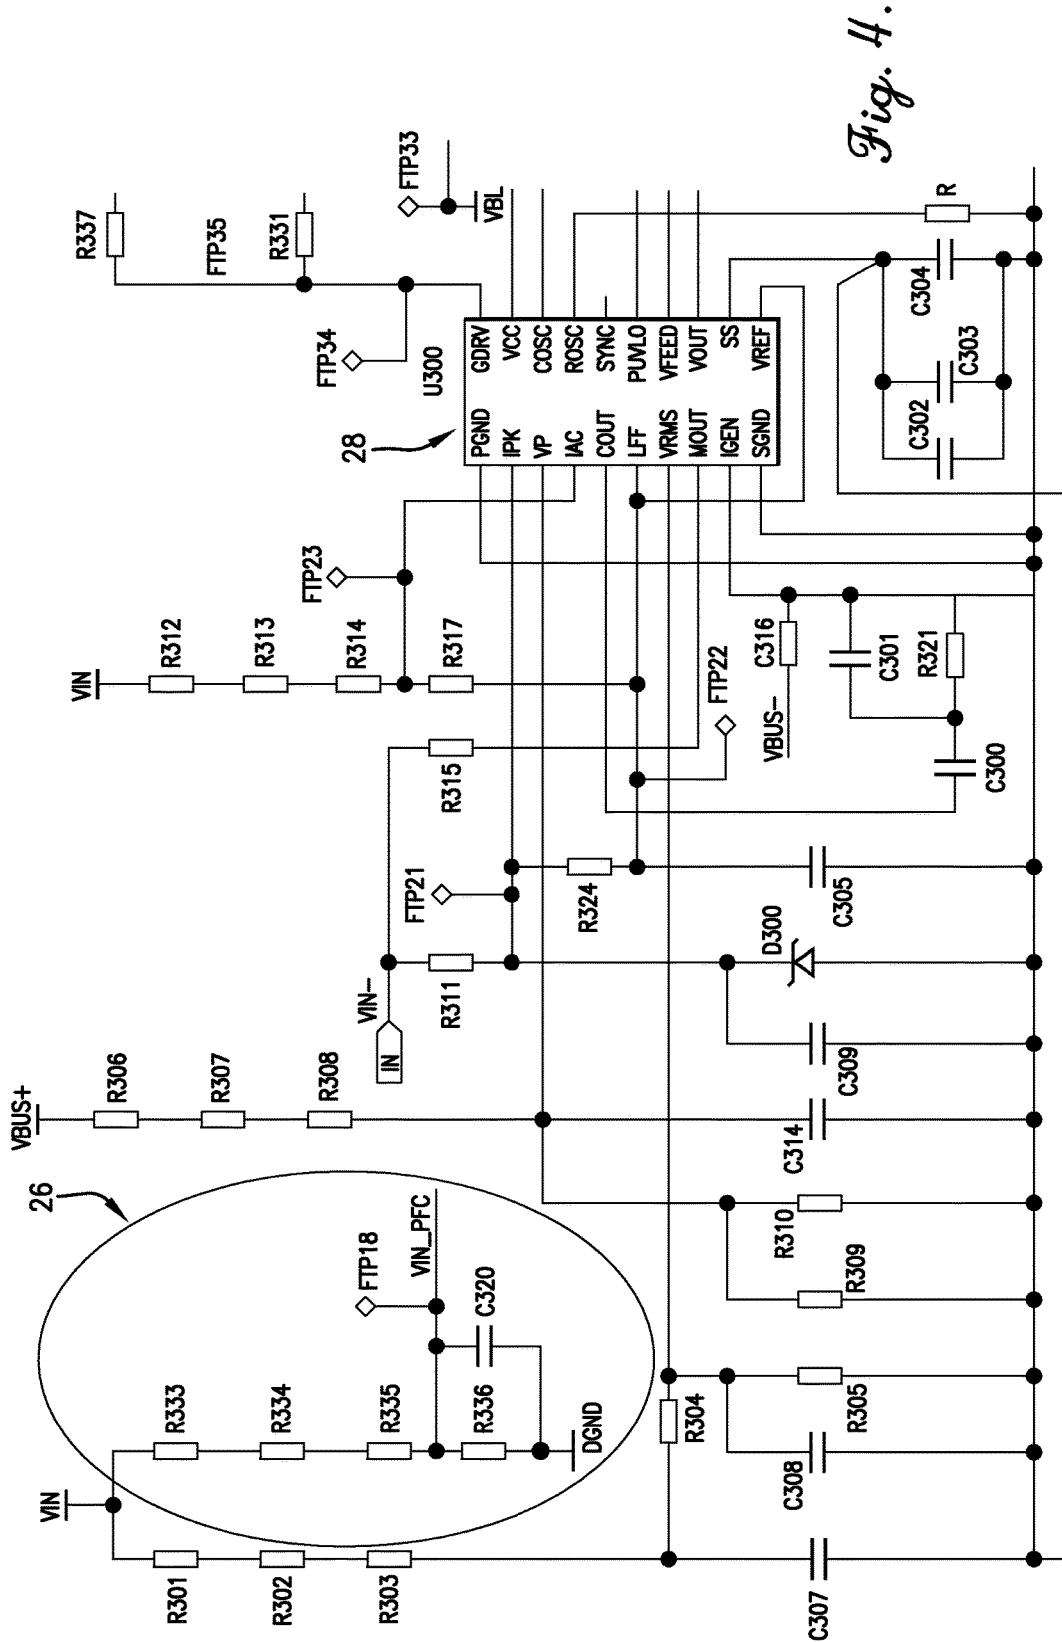 26
VIN
R301
R302
R303
R333
R334
R335
R336
DGND
C320
FTP18
VIN_PFC
VBUS+
R306
R307
R308
VIN-
IN
R311
R315
FTP21
R324
VIN
R312
R313
R314
R317
FTP23
FTP22
28
U300
PGND
IPK
VP
IAC
COUT
LFF
VRMS
MOUT
IGEN
SGND
GDRV
VCC
COSC
ROSC
SYNC
PUVLO
VFEED
VOUT
SS
VREF
FTP34
R337
FTP35
R331
FTP33
VBL
C307
R304
C308
R305
R309
R310
C314
C309
D300
C305
C300
VBUS-
C316
C301
R321
C302
C303
C304
R
Fig. 4.